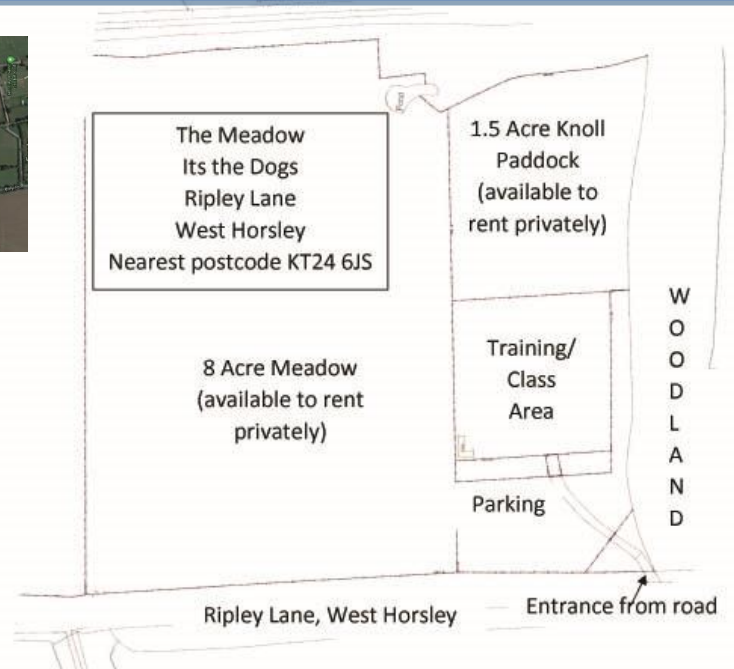 The Meadow
Its the Dogs
Ripley Lane
West Horsley
Nearest postcode KT24 6JS
Pond
1.5 Acre Knoll
Paddock
(available to
rent privately)
8 Acre Meadow
(available to rent
privately)
Training/
Class
Area
W
O
O
D
L
A
N
D
Parking
Ripley Lane, West Horsley
Entrance from road